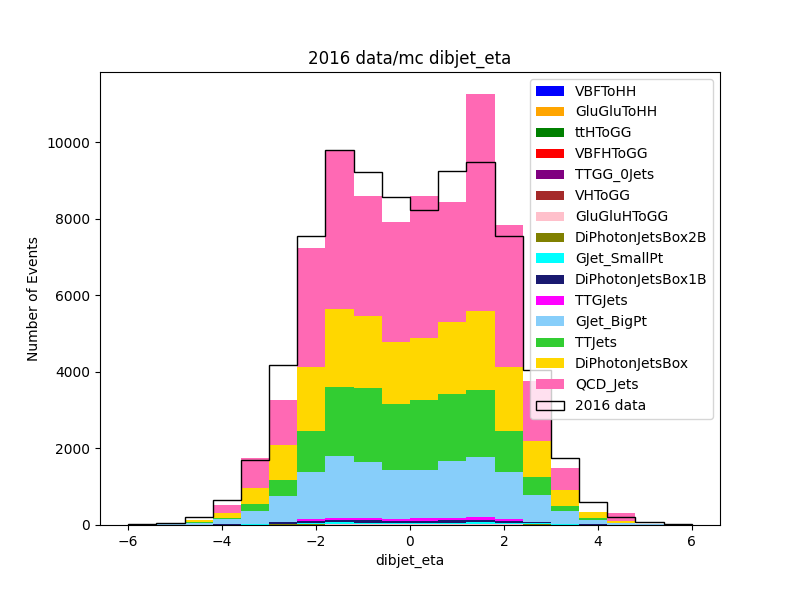 2016 data/mc dibjet_eta
Number of Events
10000
8000
6000
4000
2000
0
−6
−4
−2
0
2
4
6
dibjet_eta
VBFToHH
GluGluToHH
ttHToGG
VBFHToGG
TTGG_0Jets
VHToGG
GluGluHToGG
DiPhotonJetsBox2B
GJet_SmallPt
DiPhotonJetsBox1B
TTGJets
GJet_BigPt
TTJets
DiPhotonJetsBox
QCD_Jets
2016 data